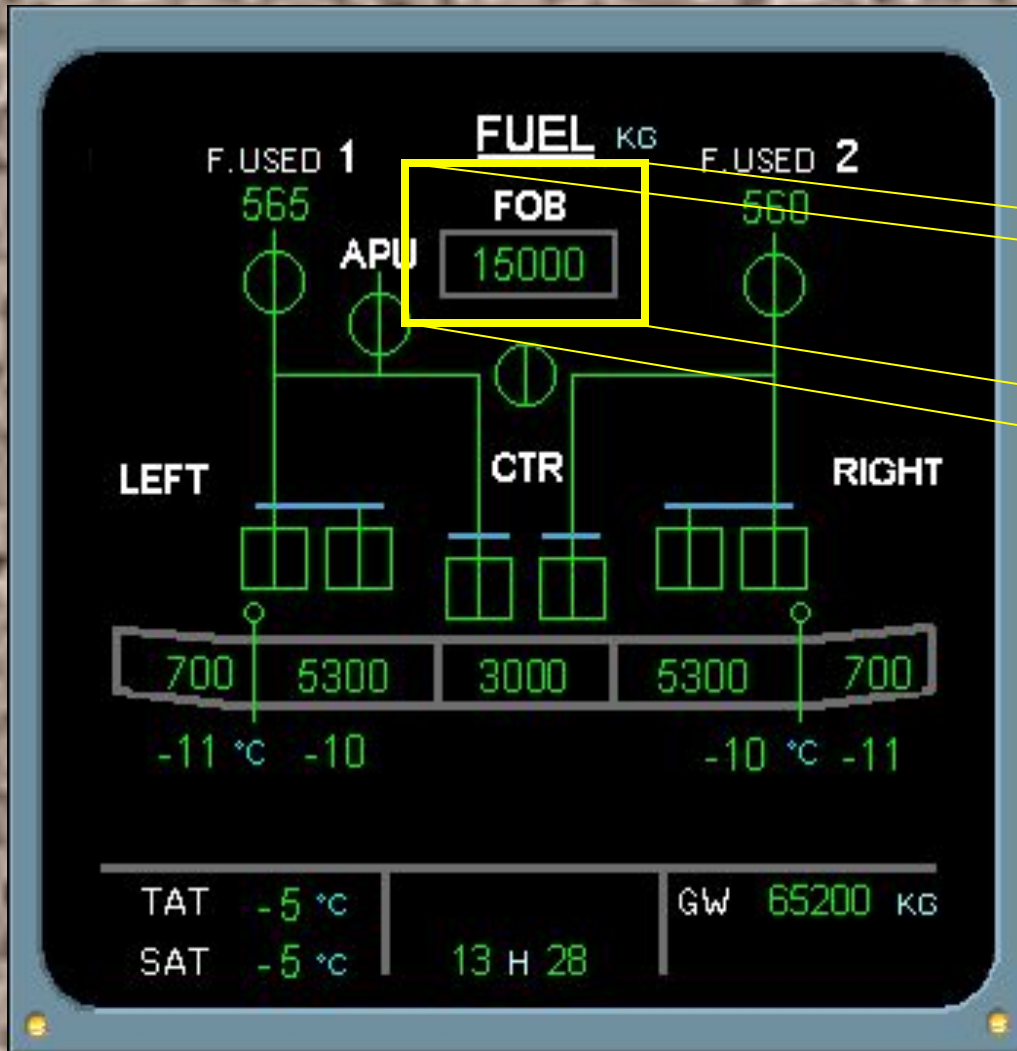 FUEL KG
F.USED 1 F.USED 2
565 FOB 560
APU 15000
LEFT CTR RIGHT
700 5300 3000 5300 700
-11 °C -10 -10 °C -11
TAT -5 °C GW 65200 KG
SAT -5 °C 13 H 28